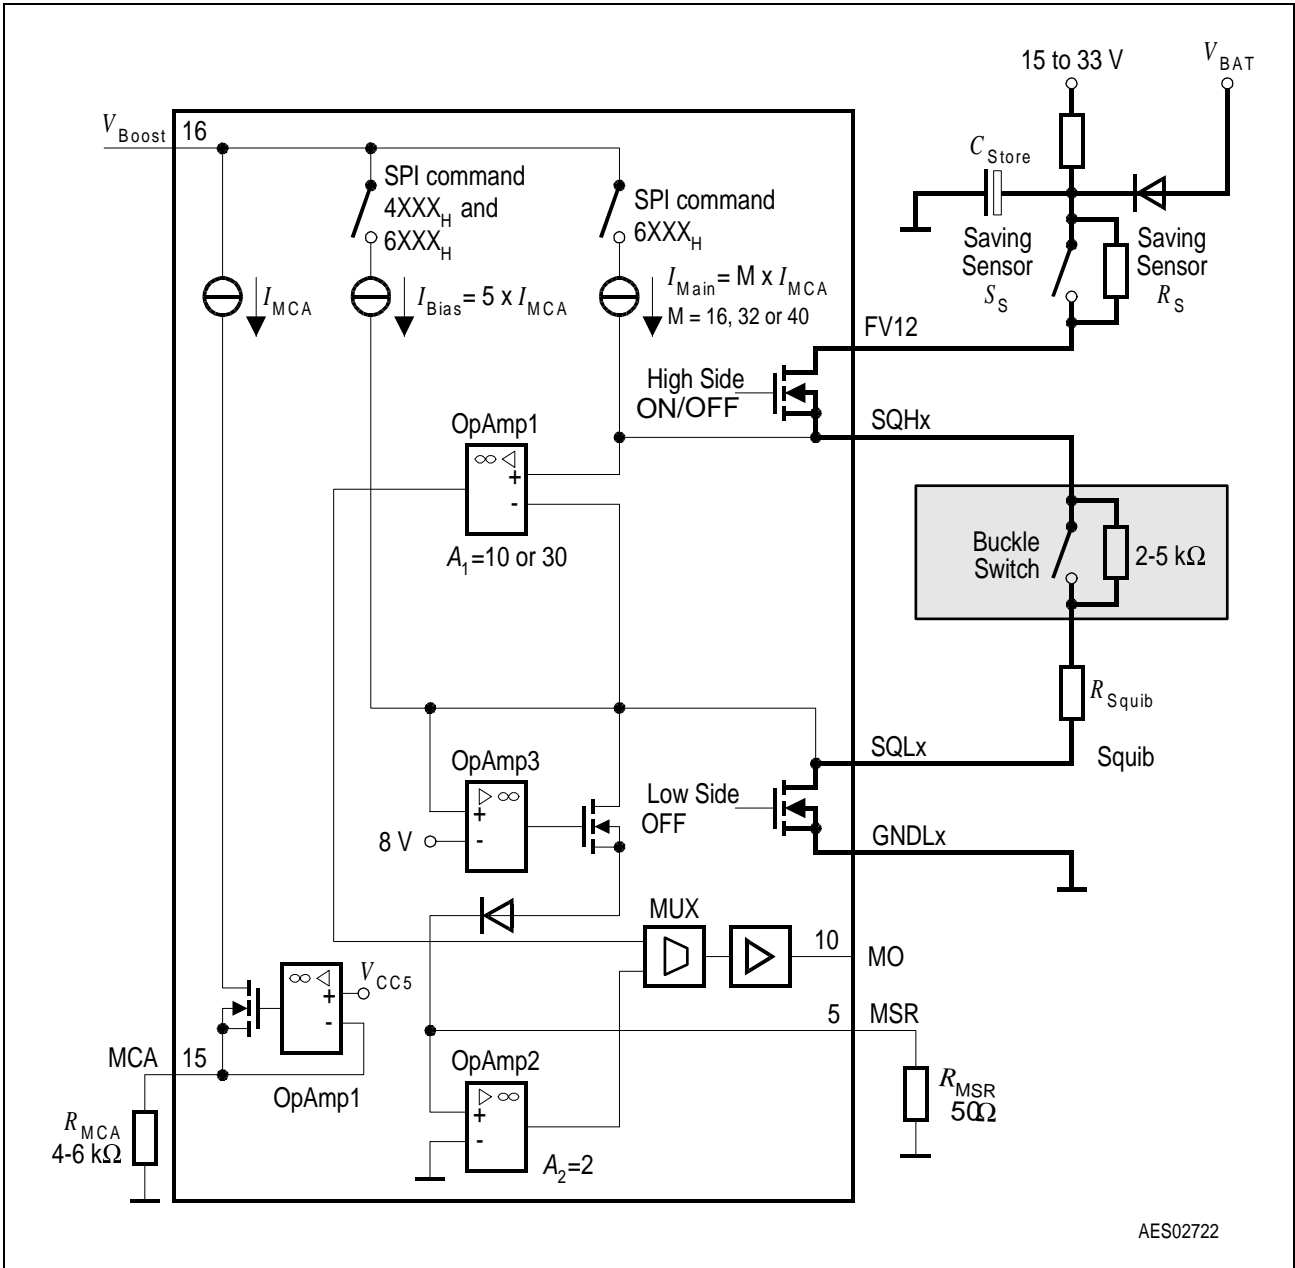 15 to 33 V
V BAT
V Boost
16
C Store
SPI command
4XXX H and
6XXX H
SPI command
6XXX H
Saving
Sensor
S S
Saving
Sensor
R S
I MCA
I Bias = 5 x I MCA
I Main = M x I MCA
M = 16, 32 or 40
FV12
High Side
ON/OFF
SQHx
OpAmp1
∞
+
-
A1=10 or 30
Buckle
Switch
2-5 kΩ
R Squib
SQLx
Squib
OpAmp3
∞
+
-
8 V
Low Side
OFF
GNDLx
MUX
10
MO
∞
V CC5
+
-
5
MSR
MCA
15
OpAmp1
OpAmp2
∞
+
-
A2=2
R MCA
4-6 kΩ
R MSR
50Ω
AES02722